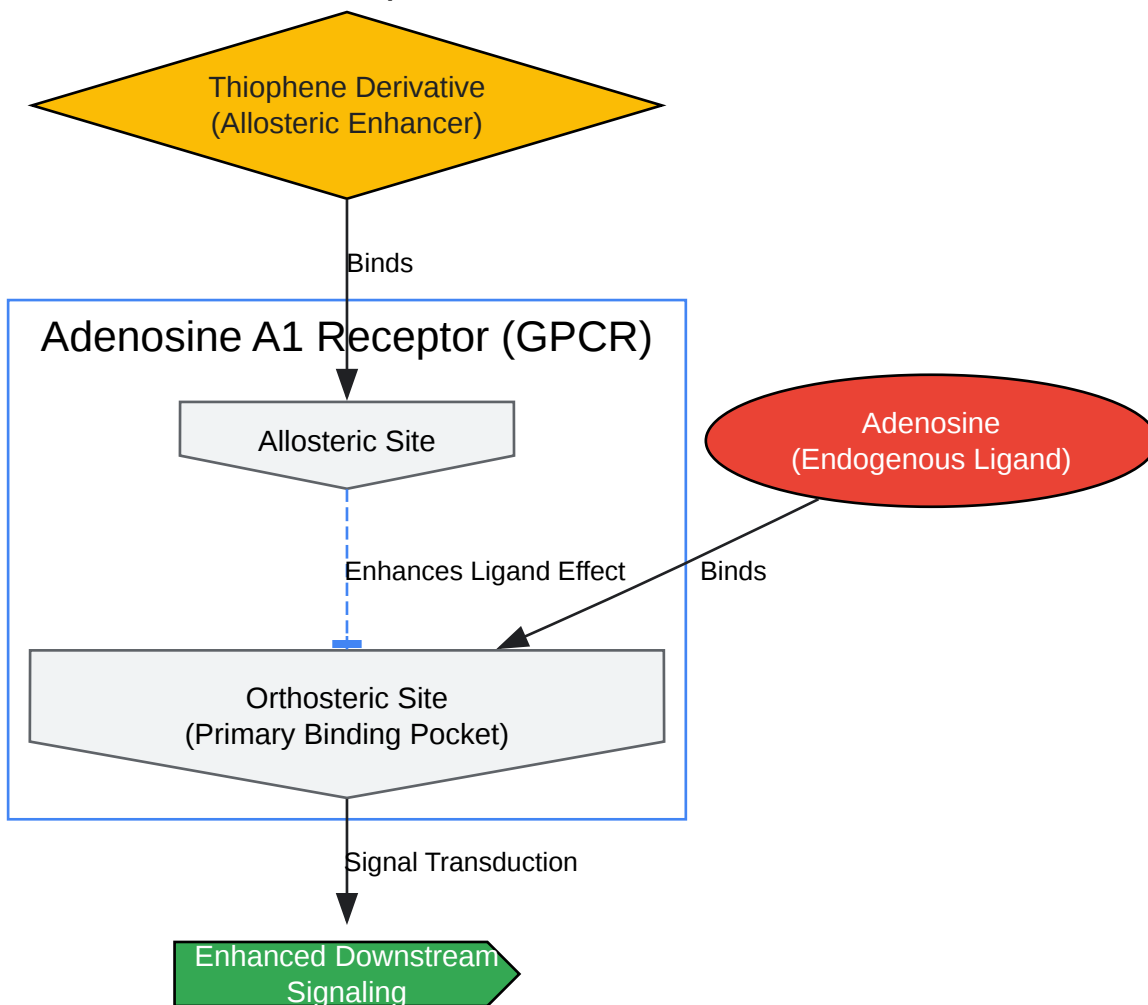 Thiophene Derivative
(Allosteric Enhancer)
Binds
Adenosine A1 Receptor (GPCR)
Allosteric Site
Adenosine
(Endogenous Ligand)
Enhances Ligand Effect
Binds
Orthosteric Site
(Primary Binding Pocket)
Signal Transduction
Enhanced Downstream
Signaling